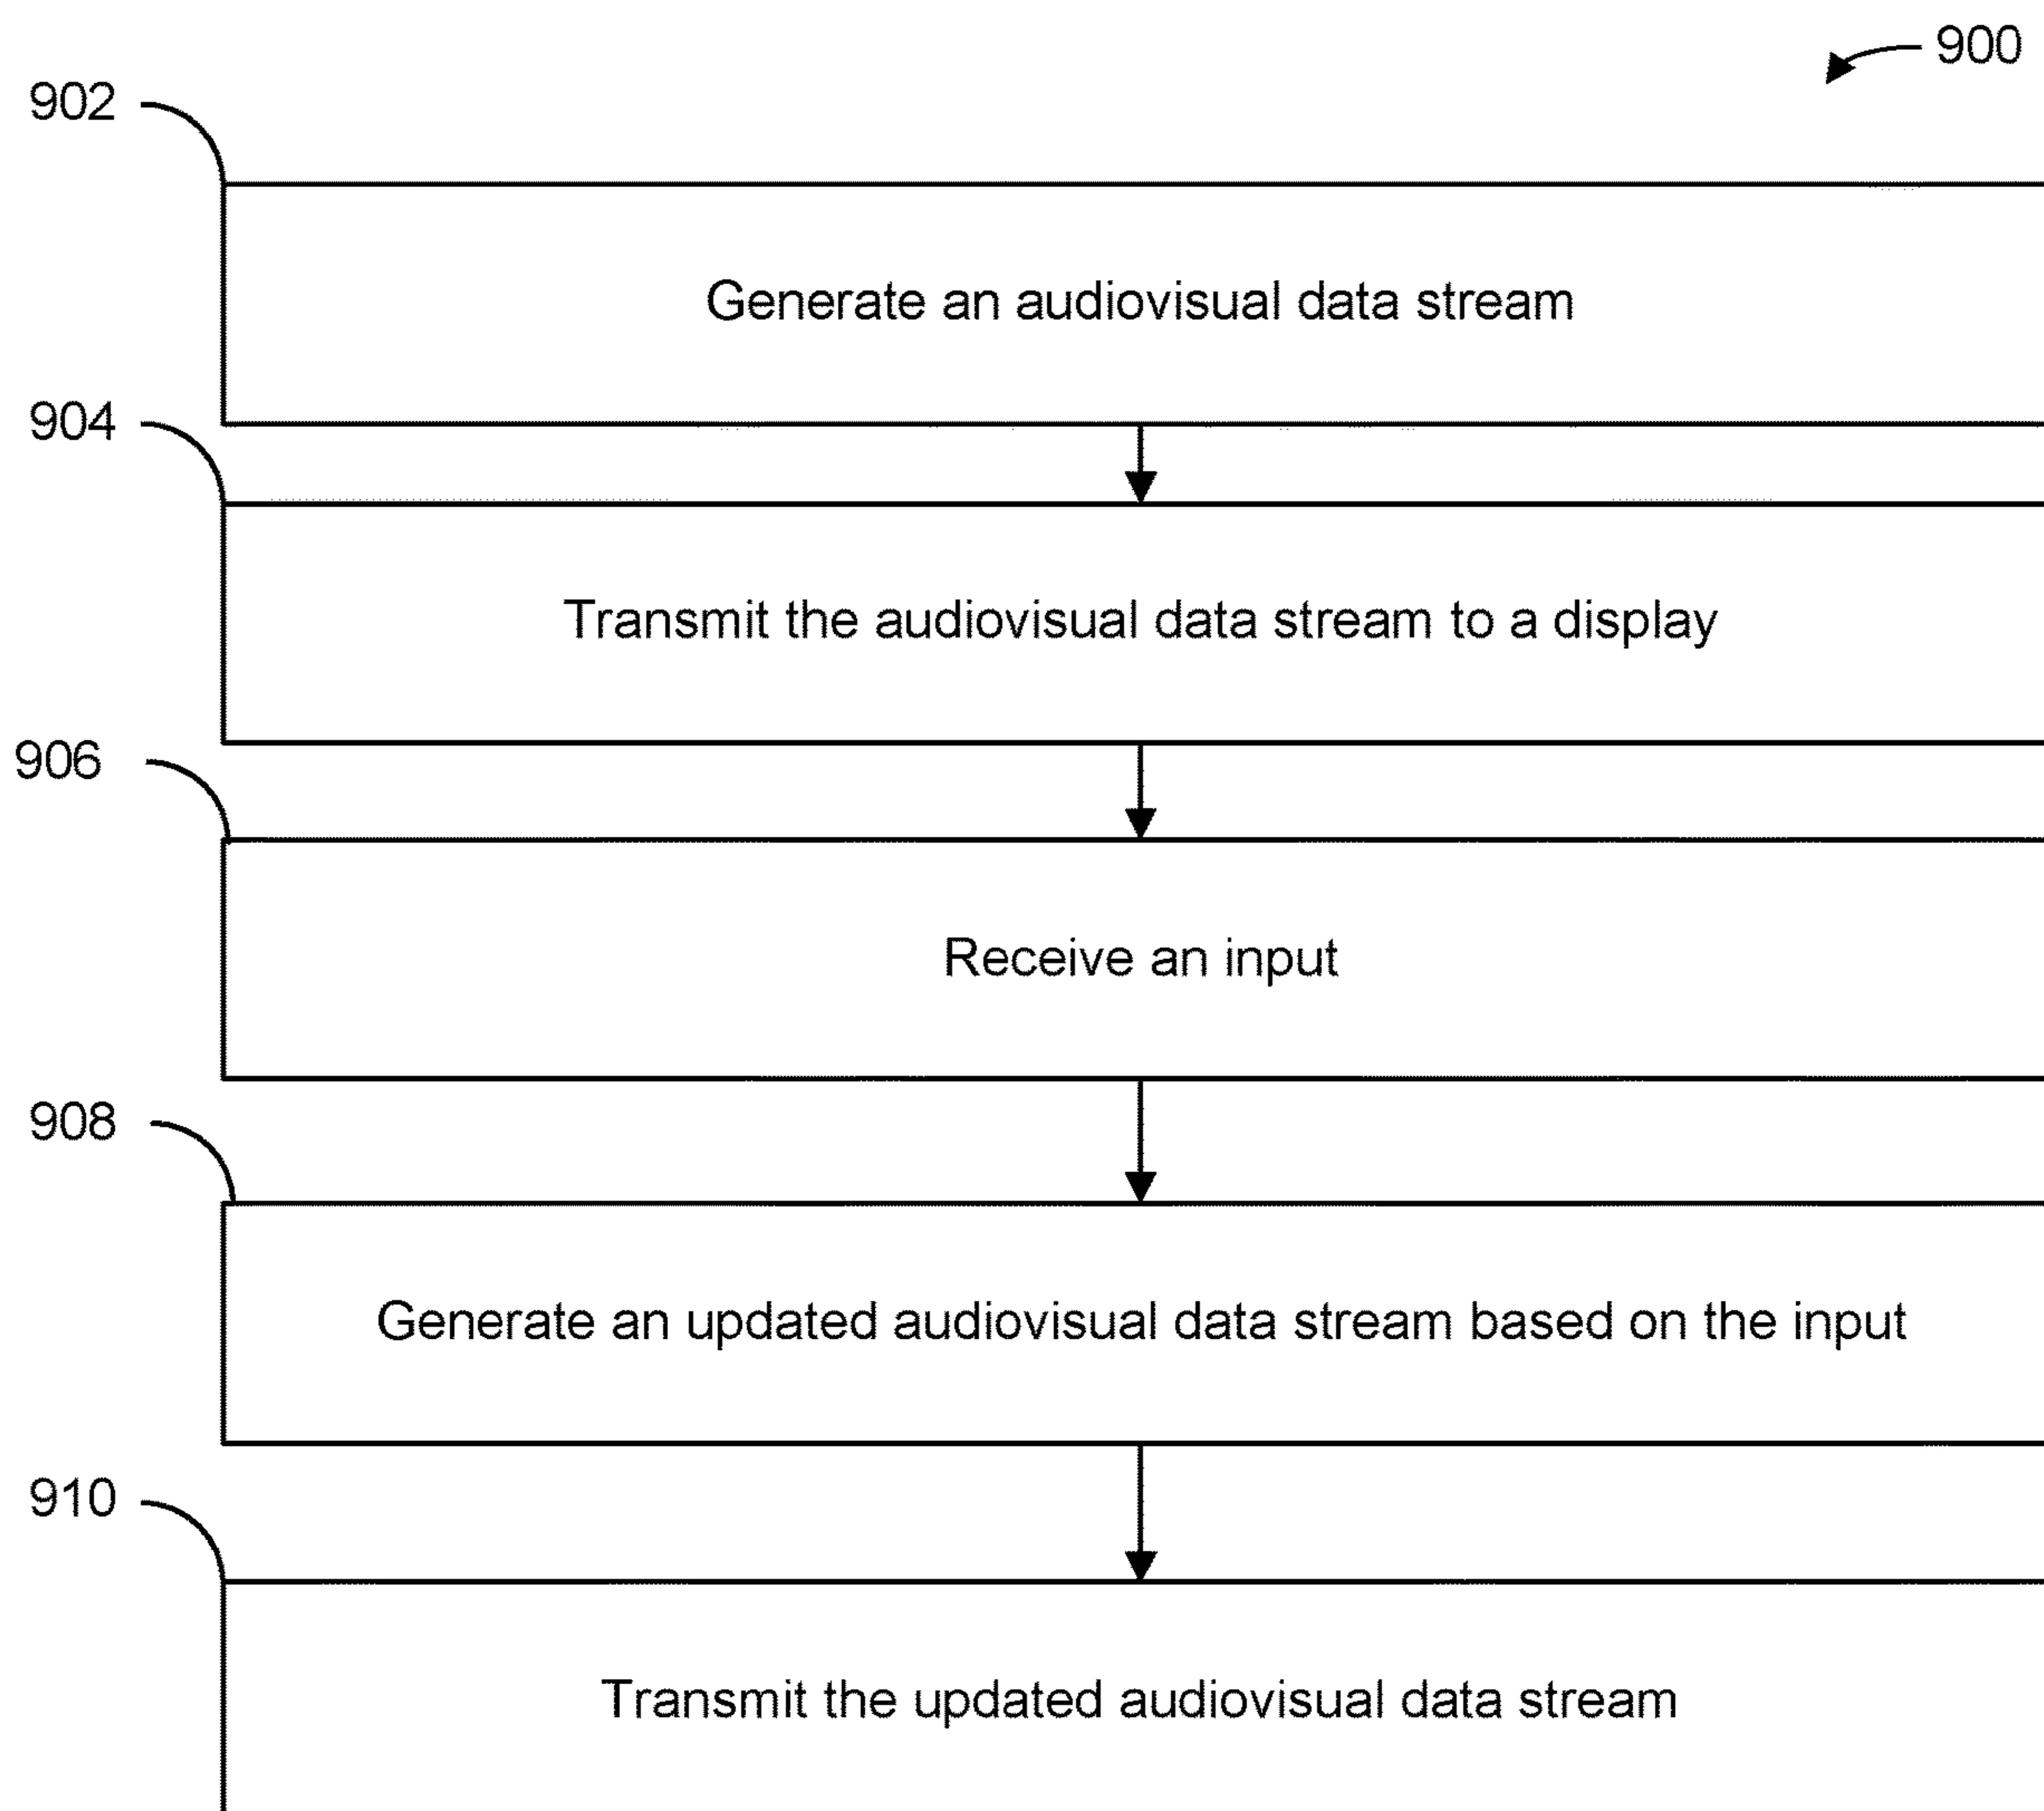 900
902
Generate an audiovisual data stream
904
Transmit the audiovisual data stream to a display
906
Receive an input
908
Generate an updated audiovisual data stream based on the input
910
Transmit the updated audiovisual data stream